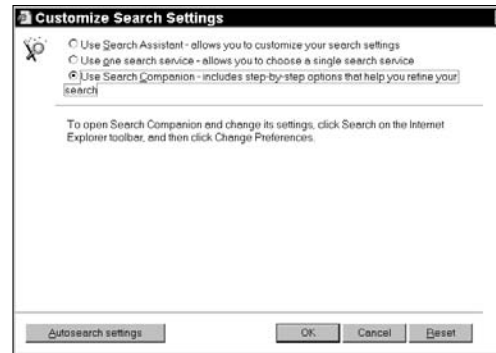 Customize Search Settings
Use Search Assistant - allows you to customize your search settings
Use one search service - allows you to choose a single search service
Use Search Companion - includes step-by-step options that help you refine your
search
To open Search Companion and change its settings, click Search on the Internet
Explorer toolbar, and then click Change Preferences.
Autosearch settings OK Cancel Reset